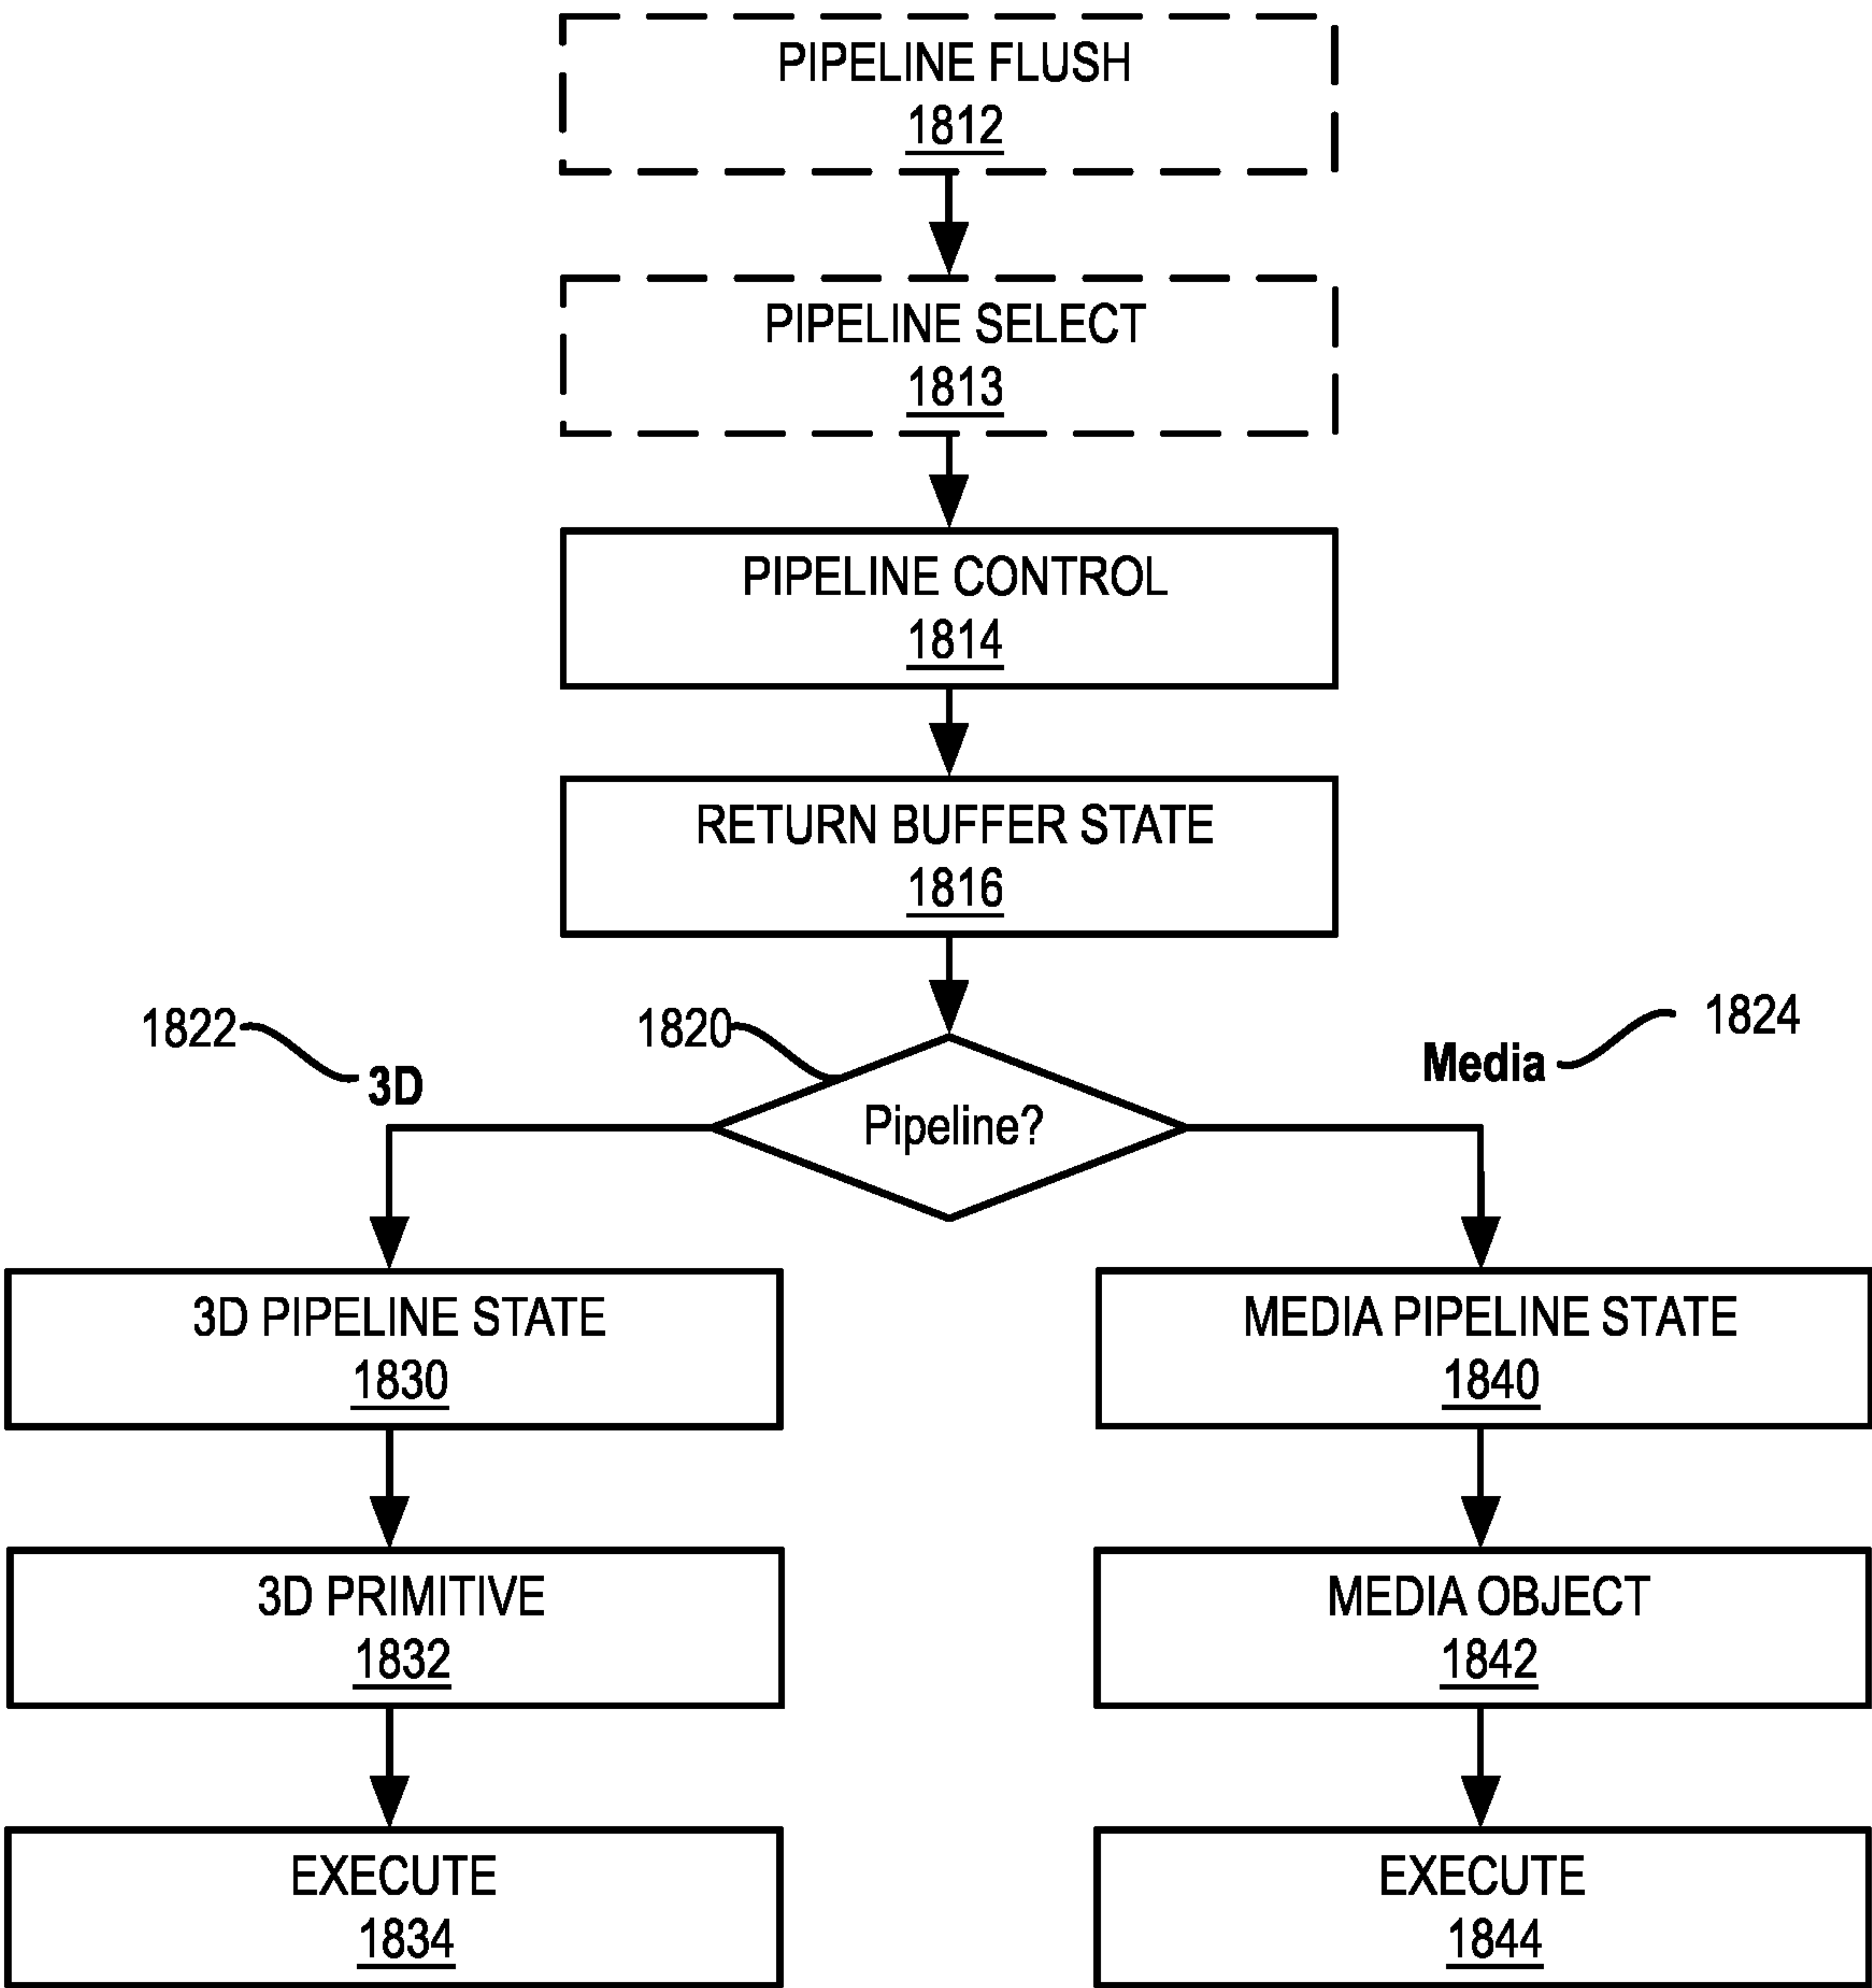 PIPELINE FLUSH
1812
PIPELINE SELECT
1813
PIPELINE CONTROL
1814
RETURN BUFFER STATE
1816
1822
1820
1824
3D
Media
Pipeline?
3D PIPELINE STATE
1830
MEDIA PIPELINE STATE
1840
3D PRIMITIVE
1832
MEDIA OBJECT
1842
EXECUTE
1834
EXECUTE
1844